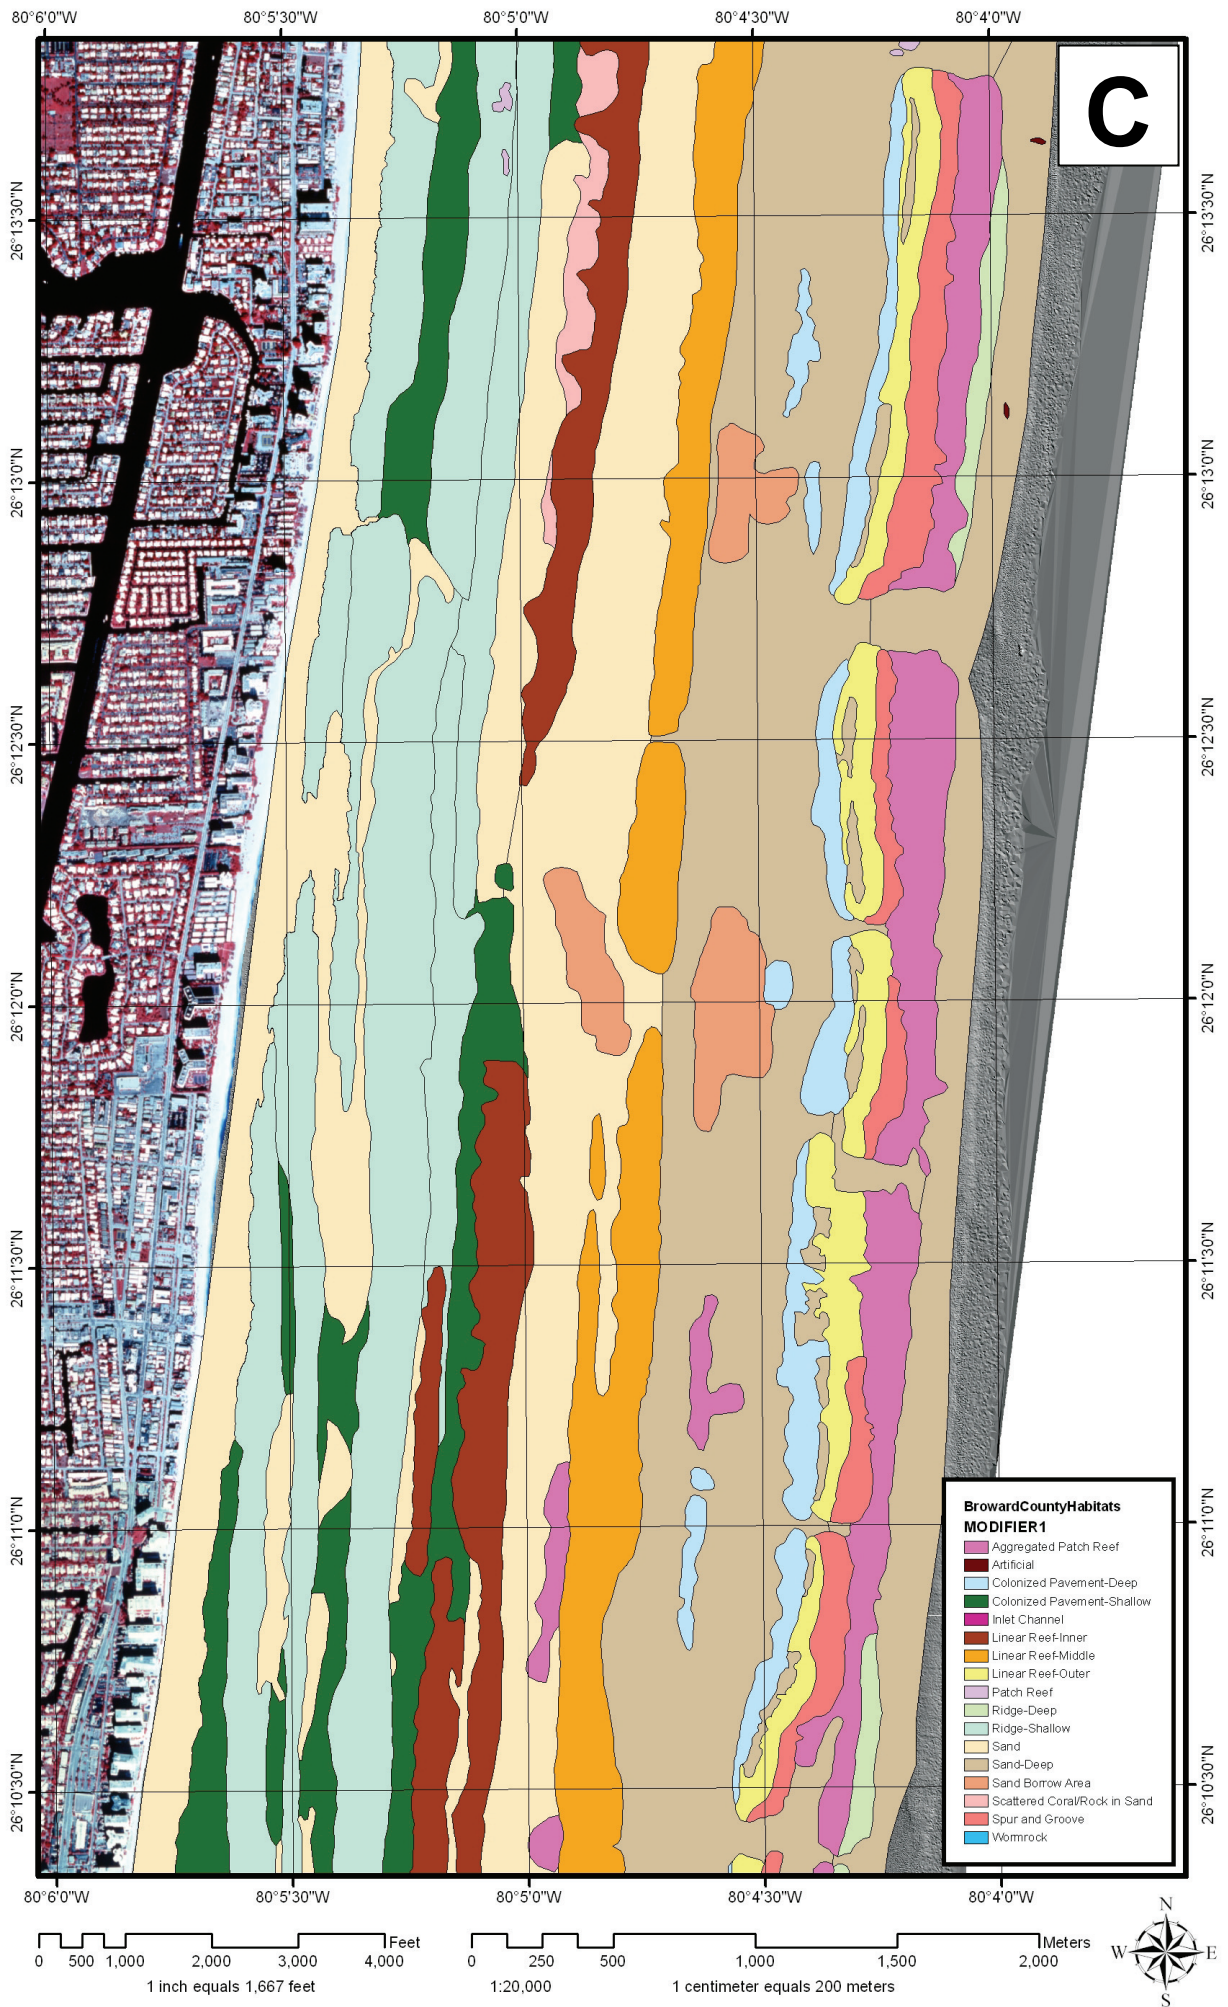 80°6'0"W 80°5'30"W 80°5'0"W 80°4'30"W 80°4'0"W
C
26°13'30"N 26°13'30"N
26°13'0"N 26°13'0"N
26°12'30"N 26°12'30"N
26°12'0"N 26°12'0"N
26°11'30"N 26°11'30"N
26°11'0"N 26°11'0"N
26°10'30"N 26°10'30"N
BrowardCountyHabitats
MODIFIER1
Aggregated Patch Reef
Artificial
Colonized Pavement-Deep
Colonized Pavement-Shallow
Inlet Channel
Linear Reef-Inner
Linear Reef-Middle
Linear Reef-Outer
Patch Reef
Ridge-Deep
Ridge-Shallow
Sand
Sand-Deep
Sand Borrow Area
Scattered Coral/Rock in Sand
Spur and Groove
Wormrock
80°6'0"W 80°5'30"W 80°5'0"W 80°4'30"W 80°4'0"W
Feet
0 500 1,000 2,000 3,000 4,000
Meters
0 250 500 1,000 1,500 2,000
1 inch equals 1,667 feet 1:20,000 1 centimeter equals 200 meters
N
W E
S